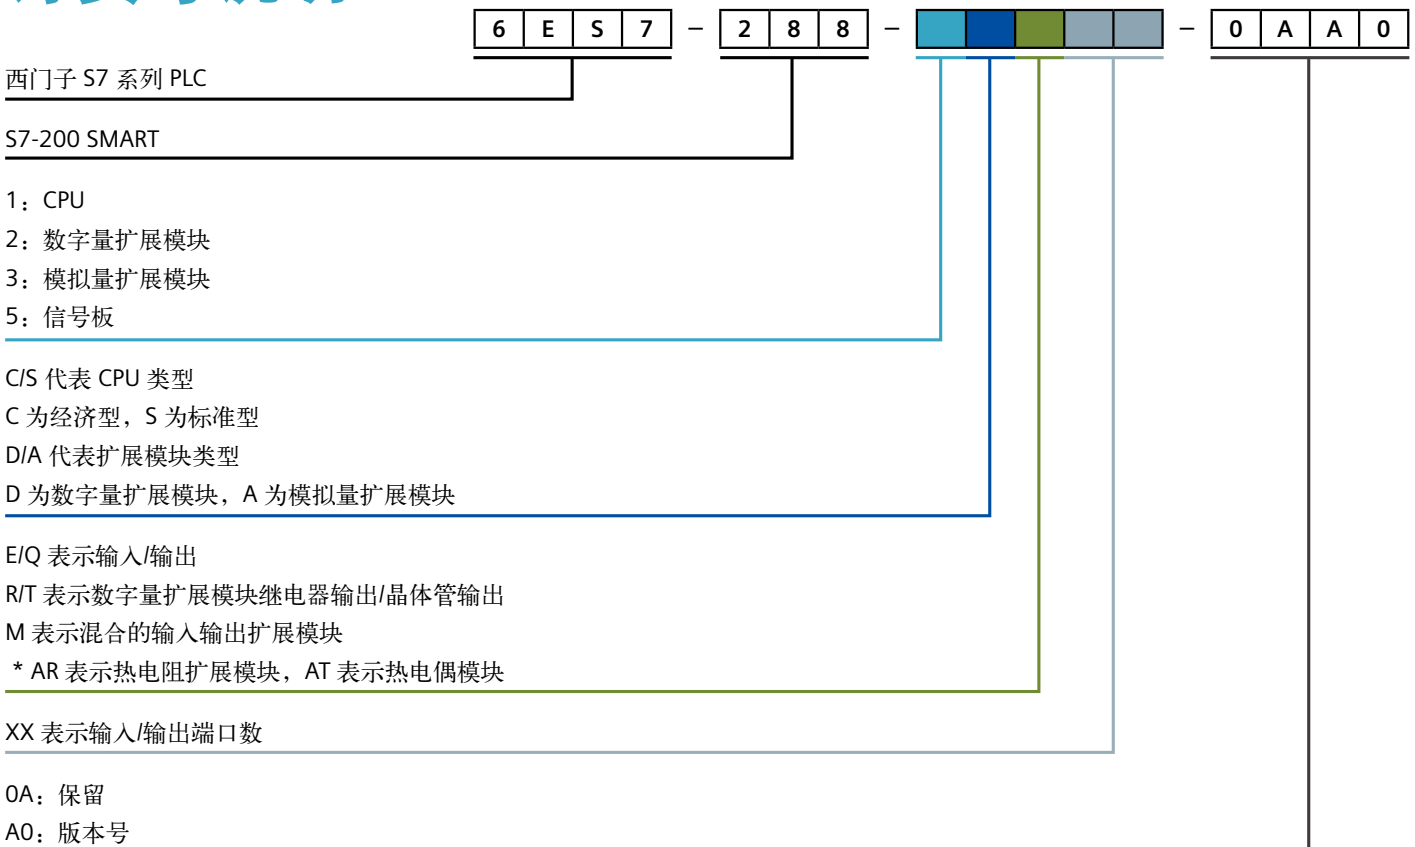 6ES7 – 288 – – 0AA0
西门子 S7 系列 PLC
S7-200 SMART
1：CPU
2：数字量扩展模块
3：模拟量扩展模块
5：信号板
C/S 代表 CPU 类型
C 为经济型，S 为标准型
D/A 代表扩展模块类型
D 为数字量扩展模块，A 为模拟量扩展模块
E/Q 表示输入/输出
R/T 表示数字量扩展模块继电器输出/晶体管输出
M 表示混合的输入输出扩展模块
* AR 表示热电阻扩展模块，AT 表示热电偶模块
XX 表示输入/输出端口数
0A：保留
A0：版本号